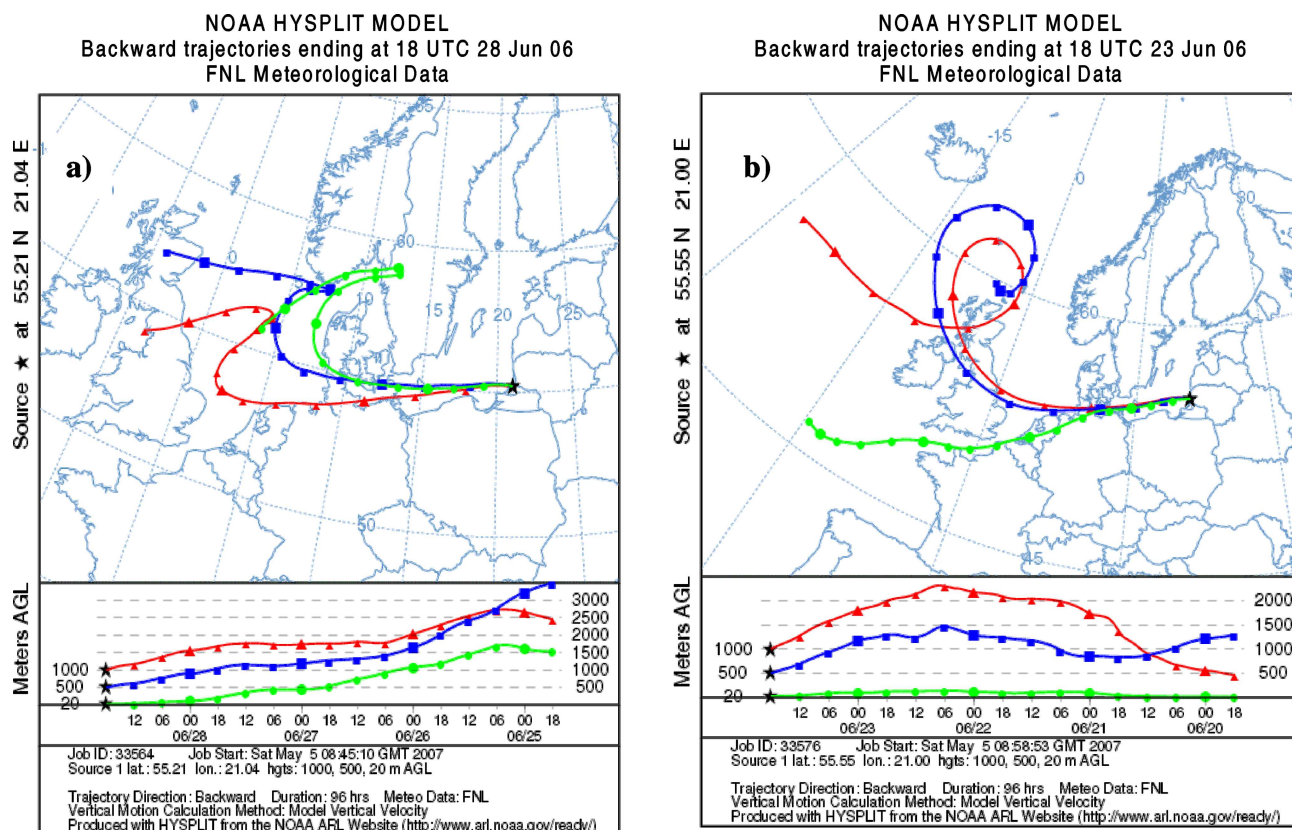 NOAA HYSPLIT MODEL
Backward trajectories ending at 18 UTC 28 Jun 06
FNL Meteorological Data
Source ★ at 55.21 N 21.04 E
a)
0
60
10
15
20
25
50
Meters AGL
3000
2500
2000
1500
1000
500
1000
500
20
12 06 00 18 12 06 00 18 12 06 00 18 12 06 00 18
06/28 06/27 06/26 06/25
Job ID: 33564 Job Start: Sat May 5 08:45:10 GMT 2007
Source 1 lat.: 55.21 lon.: 21.04 hgts: 1000, 500, 20 m AGL
Trajectory Direction: Backward Duration: 96 hrs Meteo Data: FNL
Vertical Motion Calculation Method: Model Vertical Velocity
Produced with HYSPLIT from the NOAA ARL Website (http://www.arl.noaa.gov/ready/)
NOAA HYSPLIT MODEL
Backward trajectories ending at 18 UTC 23 Jun 06
FNL Meteorological Data
Source ★ at 55.55 N 21.00 E
b)
-15
0
30
60
45
Meters AGL
2000
1500
1000
500
1000
500
20
12 06 00 18 12 06 00 18 12 06 00 18 12 06 00 18
06/23 06/22 06/21 06/20
Job ID: 33576 Job Start: Sat May 5 08:58:53 GMT 2007
Source 1 lat.: 55.55 lon.: 21.00 hgts: 1000, 500, 20 m AGL
Trajectory Direction: Backward Duration: 96 hrs Meteo Data: FNL
Vertical Motion Calculation Method: Model Vertical Velocity
Produced with HYSPLIT from the NOAA ARL Website (http://www.arl.noaa.gov/ready/)